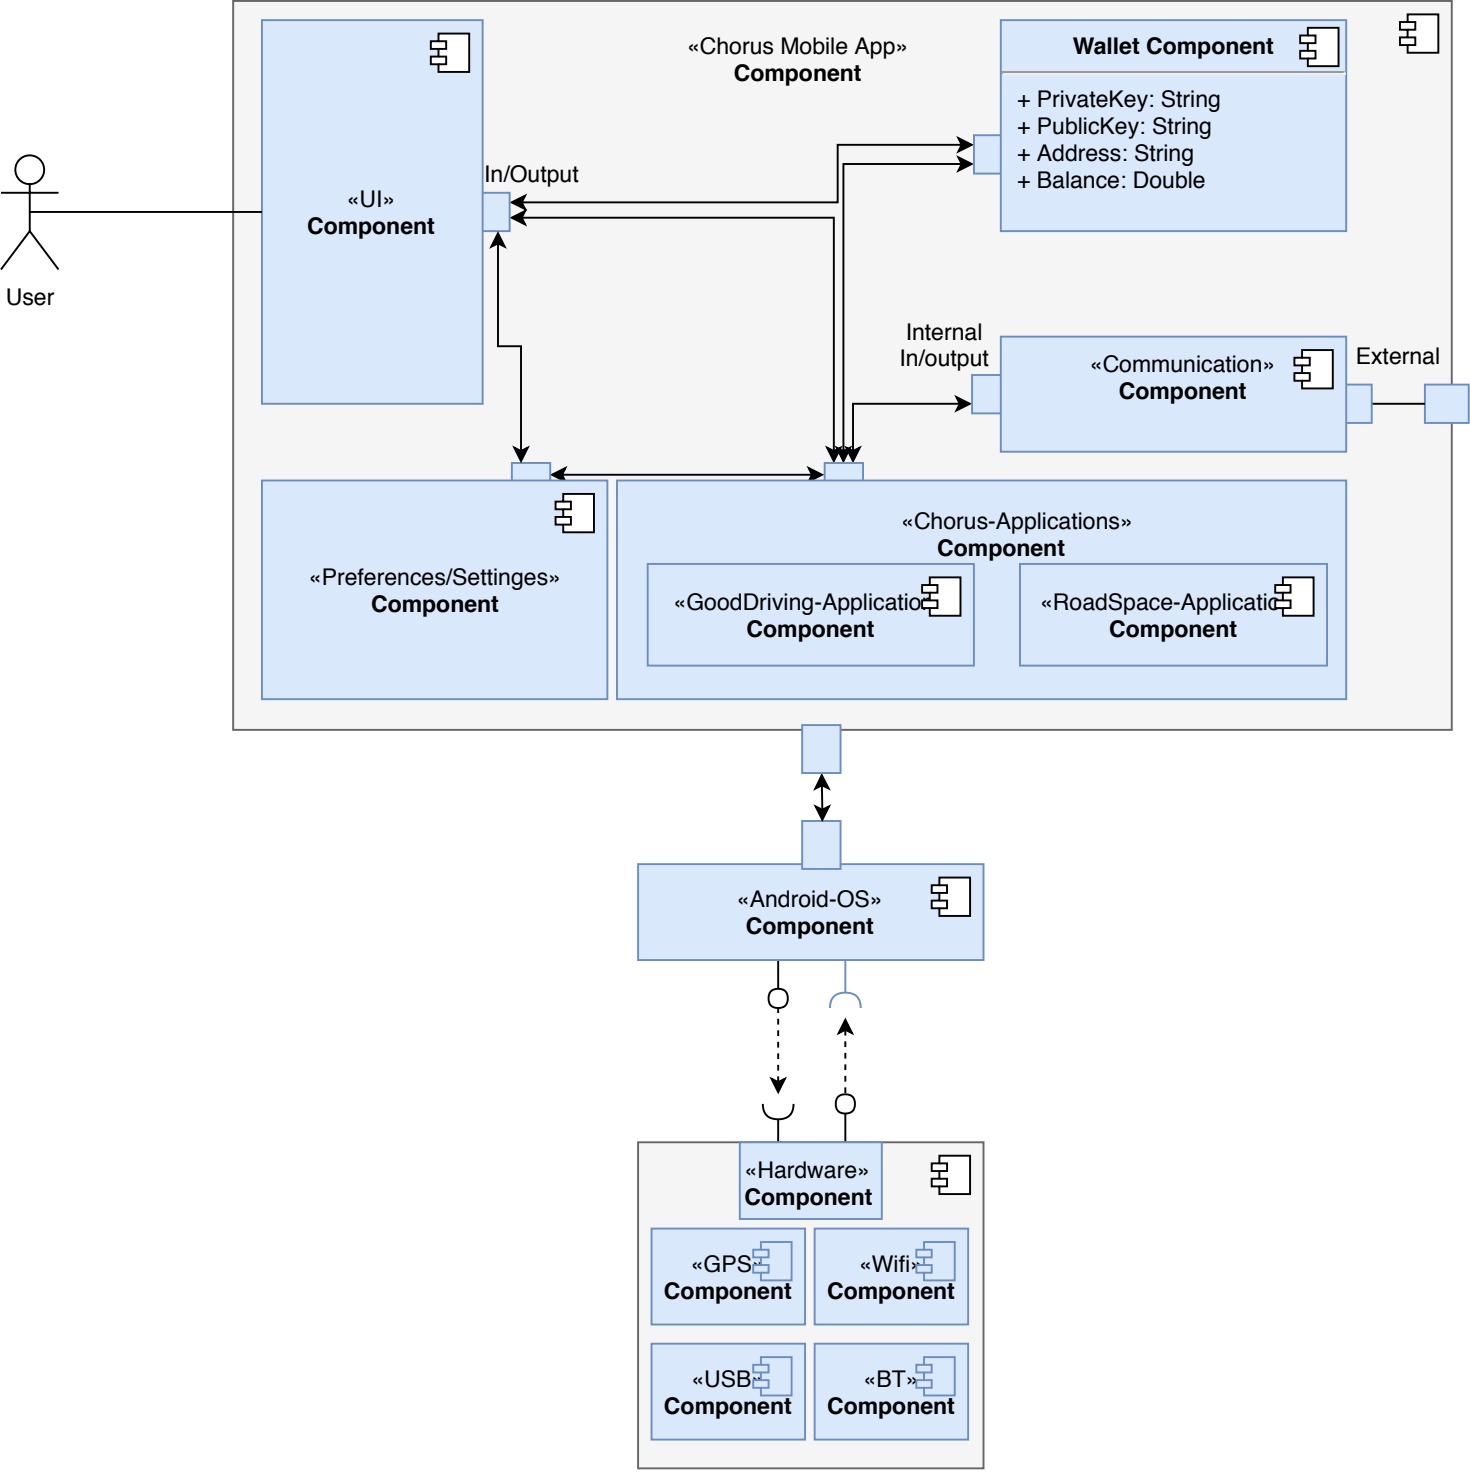 «Chorus Mobile App»
Component
Wallet Component
+ PrivateKey: String
+ PublicKey: String
+ Address: String
+ Balance: Double
In/Output
«UI»
Component
User
Internal
In/output
«Communication»
Component
External
«Chorus-Applications»
Component
«Preferences/Settinges»
Component
«GoodDriving-Applicatio
Component
«RoadSpace-Applicatio
Component
«Android-OS»
Component
«Hardware»
Component
«GPS»
Component
«Wifi»
Component
«USB»
Component
«BT»
Component